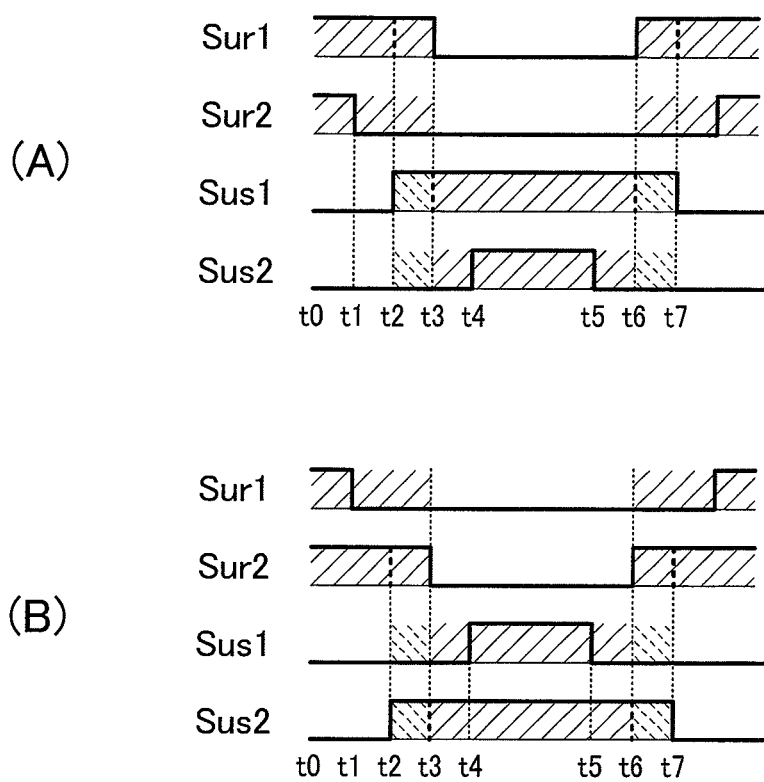 Sur1
Sur2
(A)
Sus1
Sus2
t0 t1 t2 t3 t4 t5 t6 t7
Sur1
Sur2
(B)
Sus1
Sus2
t0 t1 t2 t3 t4 t5 t6 t7